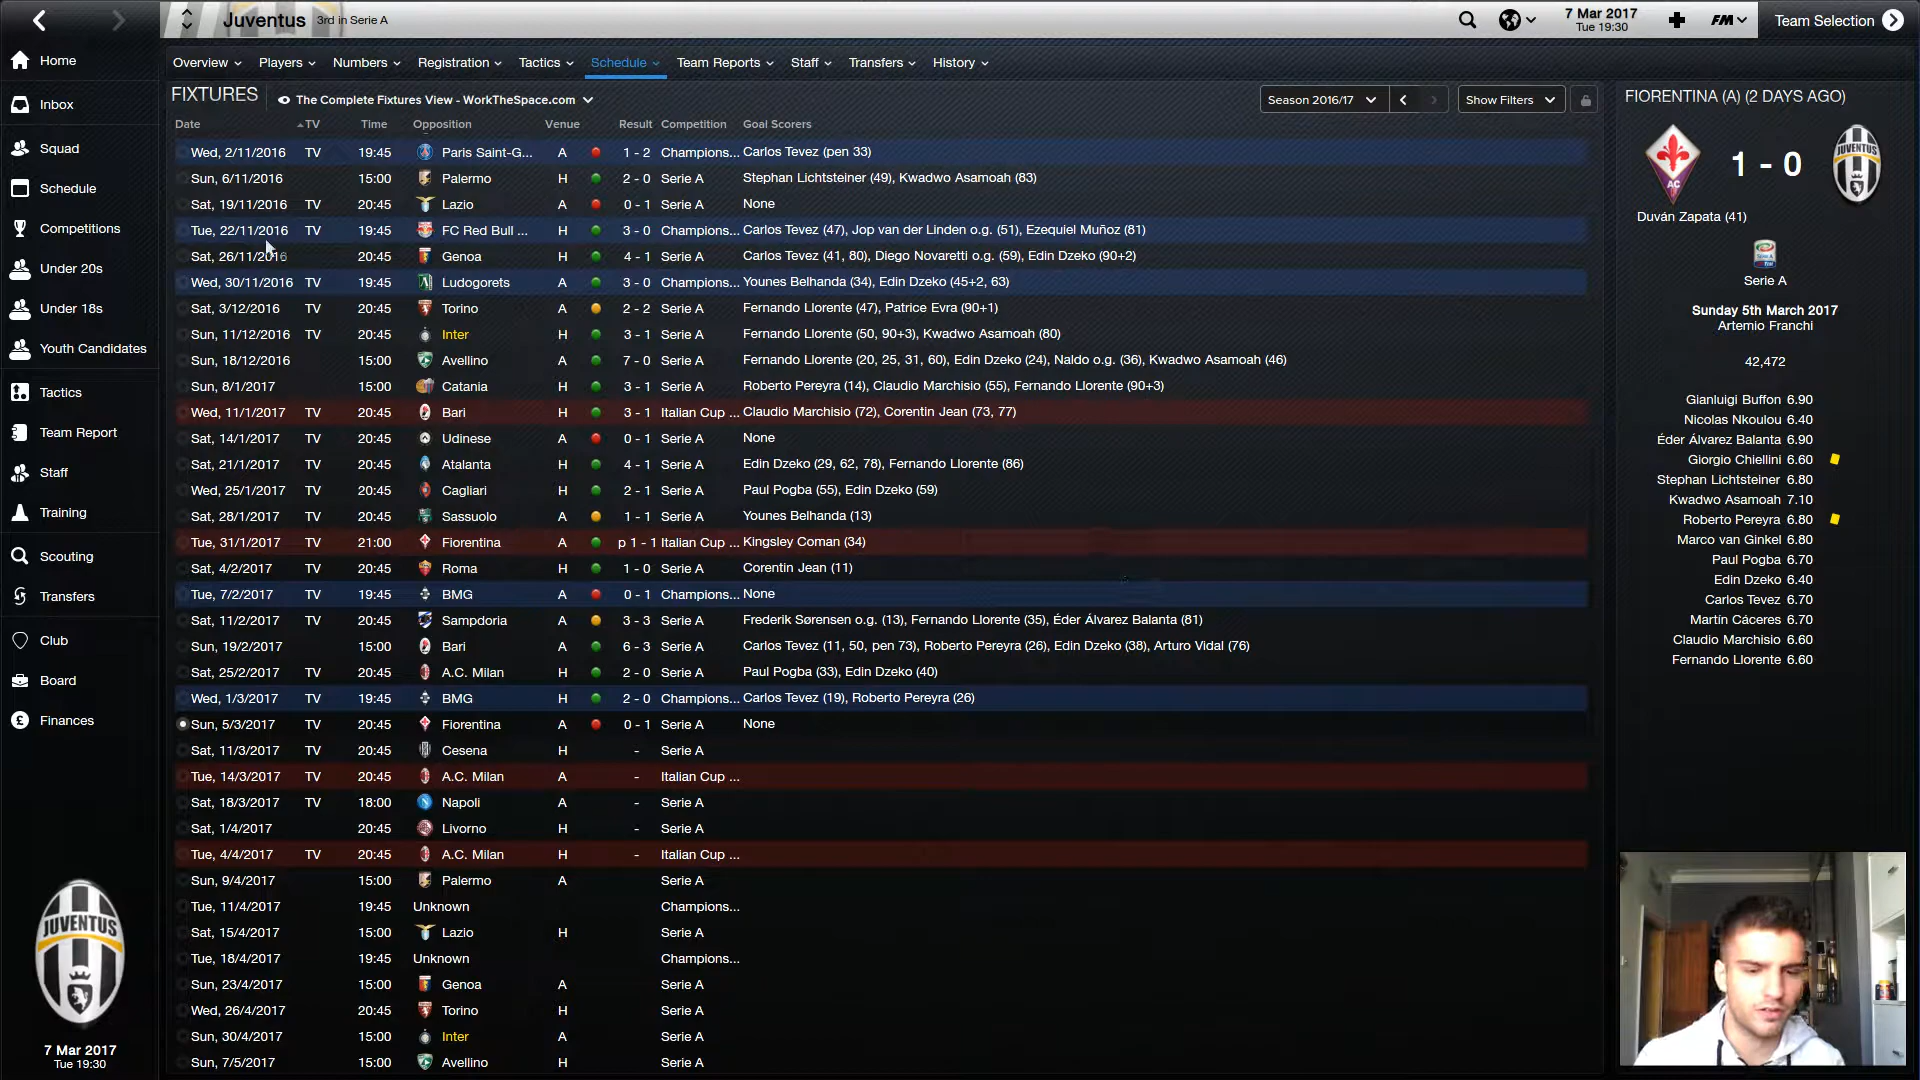 Juventus 3rd in Serie A
7 Mar 2017
Tue 19:30
FM
Team Selection
Home
Inbox
Squad
Schedule
Competitions
Under 20s
Under 18s
Youth Candidates
Tactics
Team Report
Staff
Training
Scouting
Transfers
Club
Board
Finances
JUVENTUS
7 Mar 2017
Tue 19:30
Overview Players Numbers Registration Tactics Schedule Team Reports Staff Transfers History
FIXTURES The Complete Fixtures View - WorkTheSpace.com Season 2016/17 Show Filters
Date TV Time Opposition Venue Result Competition Goal Scorers
Wed, 2/11/2016 TV 19:45 Paris Saint-G... A 1 - 2 Champions... Carlos Tevez (pen 33)
Sun, 6/11/2016 15:00 Palermo H 2 - 0 Serie A Stephan Lichtsteiner (49), Kwadwo Asamoah (83)
Sat, 19/11/2016 TV 20:45 Lazio A 0 - 1 Serie A None
Tue, 22/11/2016 TV 19:45 FC Red Bull ... H 3 - 0 Champions... Carlos Tevez (47), Jop van der Linden o.g. (51), Ezequiel Muñoz (81)
Sat, 26/11/2016 20:45 Genoa H 4 - 1 Serie A Carlos Tevez (41, 80), Diego Novaretti o.g. (59), Edin Dzeko (90+2)
Wed, 30/11/2016 TV 19:45 Ludogorets A 3 - 0 Champions... Younes Belhanda (34), Edin Dzeko (45+2, 63)
Sat, 3/12/2016 TV 20:45 Torino A 2 - 2 Serie A Fernando Llorente (47), Patrice Evra (90+1)
Sun, 11/12/2016 TV 20:45 Inter H 3 - 1 Serie A Fernando Llorente (50, 90+3), Kwadwo Asamoah (80)
Sun, 18/12/2016 15:00 Avellino A 7 - 0 Serie A Fernando Llorente (20, 25, 31, 60), Edin Dzeko (24), Naldo o.g. (36), Kwadwo Asamoah (46)
Sun, 8/1/2017 15:00 Catania H 3 - 1 Serie A Roberto Pereyra (14), Claudio Marchisio (55), Fernando Llorente (90+3)
Wed, 11/1/2017 TV 20:45 Bari H 3 - 1 Italian Cup ... Claudio Marchisio (72), Corentin Jean (73, 77)
Sat, 14/1/2017 TV 20:45 Udinese A 0 - 1 Serie A None
Sat, 21/1/2017 TV 20:45 Atalanta H 4 - 1 Serie A Edin Dzeko (29, 62, 78), Fernando Llorente (86)
Wed, 25/1/2017 TV 20:45 Cagliari H 2 - 1 Serie A Paul Pogba (55), Edin Dzeko (59)
Sat, 28/1/2017 TV 20:45 Sassuolo A 1 - 1 Serie A Younes Belhanda (13)
Tue, 31/1/2017 TV 21:00 Fiorentina A p 1 - 1 Italian Cup ... Kingsley Coman (34)
Sat, 4/2/2017 TV 20:45 Roma H 1 - 0 Serie A Corentin Jean (11)
Tue, 7/2/2017 TV 19:45 BMG A 0 - 1 Champions... None
Sat, 11/2/2017 TV 20:45 Sampdoria A 3 - 3 Serie A Frederik Sørensen o.g. (13), Fernando Llorente (35), Éder Álvarez Balanta (81)
Sun, 19/2/2017 15:00 Bari A 6 - 3 Serie A Carlos Tevez (11, 50, pen 73), Roberto Pereyra (26), Edin Dzeko (38), Arturo Vidal (76)
Sat, 25/2/2017 TV 20:45 A.C. Milan H 2 - 0 Serie A Paul Pogba (33), Edin Dzeko (40)
Wed, 1/3/2017 TV 19:45 BMG H 2 - 0 Champions... Carlos Tevez (19), Roberto Pereyra (26)
Sun, 5/3/2017 TV 20:45 Fiorentina A 0 - 1 Serie A None
Sat, 11/3/2017 TV 20:45 Cesena H - Serie A
Tue, 14/3/2017 TV 20:45 A.C. Milan A - Italian Cup ...
Sat, 18/3/2017 TV 18:00 Napoli A - Serie A
Sat, 1/4/2017 20:45 Livorno H - Serie A
Tue, 4/4/2017 TV 20:45 A.C. Milan H - Italian Cup ...
Sun, 9/4/2017 15:00 Palermo A Serie A
Tue, 11/4/2017 19:45 Unknown Champions...
Sat, 15/4/2017 15:00 Lazio H Serie A
Tue, 18/4/2017 19:45 Unknown Champions...
Sun, 23/4/2017 15:00 Genoa A Serie A
Wed, 26/4/2017 20:45 Torino H Serie A
Sun, 30/4/2017 15:00 Inter A Serie A
Sun, 7/5/2017 15:00 Avellino H Serie A
FIORENTINA (A) (2 DAYS AGO)
1 - 0
Duván Zapata (41)
Serie A
Sunday 5th March 2017
Artemio Franchi
42,472
Gianluigi Buffon 6.90
Nicolas Nkoulou 6.40
Éder Álvarez Balanta 6.90
Giorgio Chiellini 6.60
Stephan Lichtsteiner 6.80
Kwadwo Asamoah 7.10
Roberto Pereyra 6.80
Marco van Ginkel 6.80
Paul Pogba 6.70
Edin Dzeko 6.40
Carlos Tevez 6.70
Martín Cáceres 6.70
Claudio Marchisio 6.60
Fernando Llorente 6.60